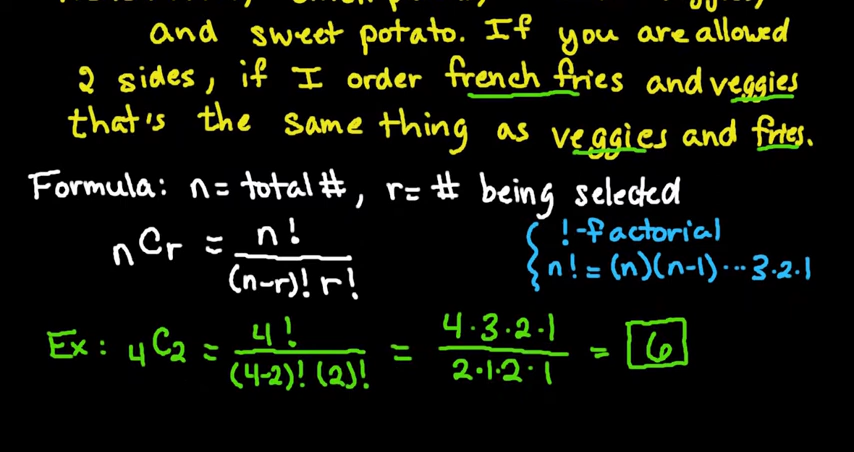 and sweet potato. If you are allowed
2 sides, if I order french fries and veggies
that's the same thing as veggies and fries.
Formula: n = total #, r = # being selected
nCr = n! / (n-r)! r!
!-factorial
n! = (n)(n-1)...3·2·1
Ex: 4C2 = 4! / (4-2)! (2)! = 4·3·2·1 / 2·1·2·1 = 6